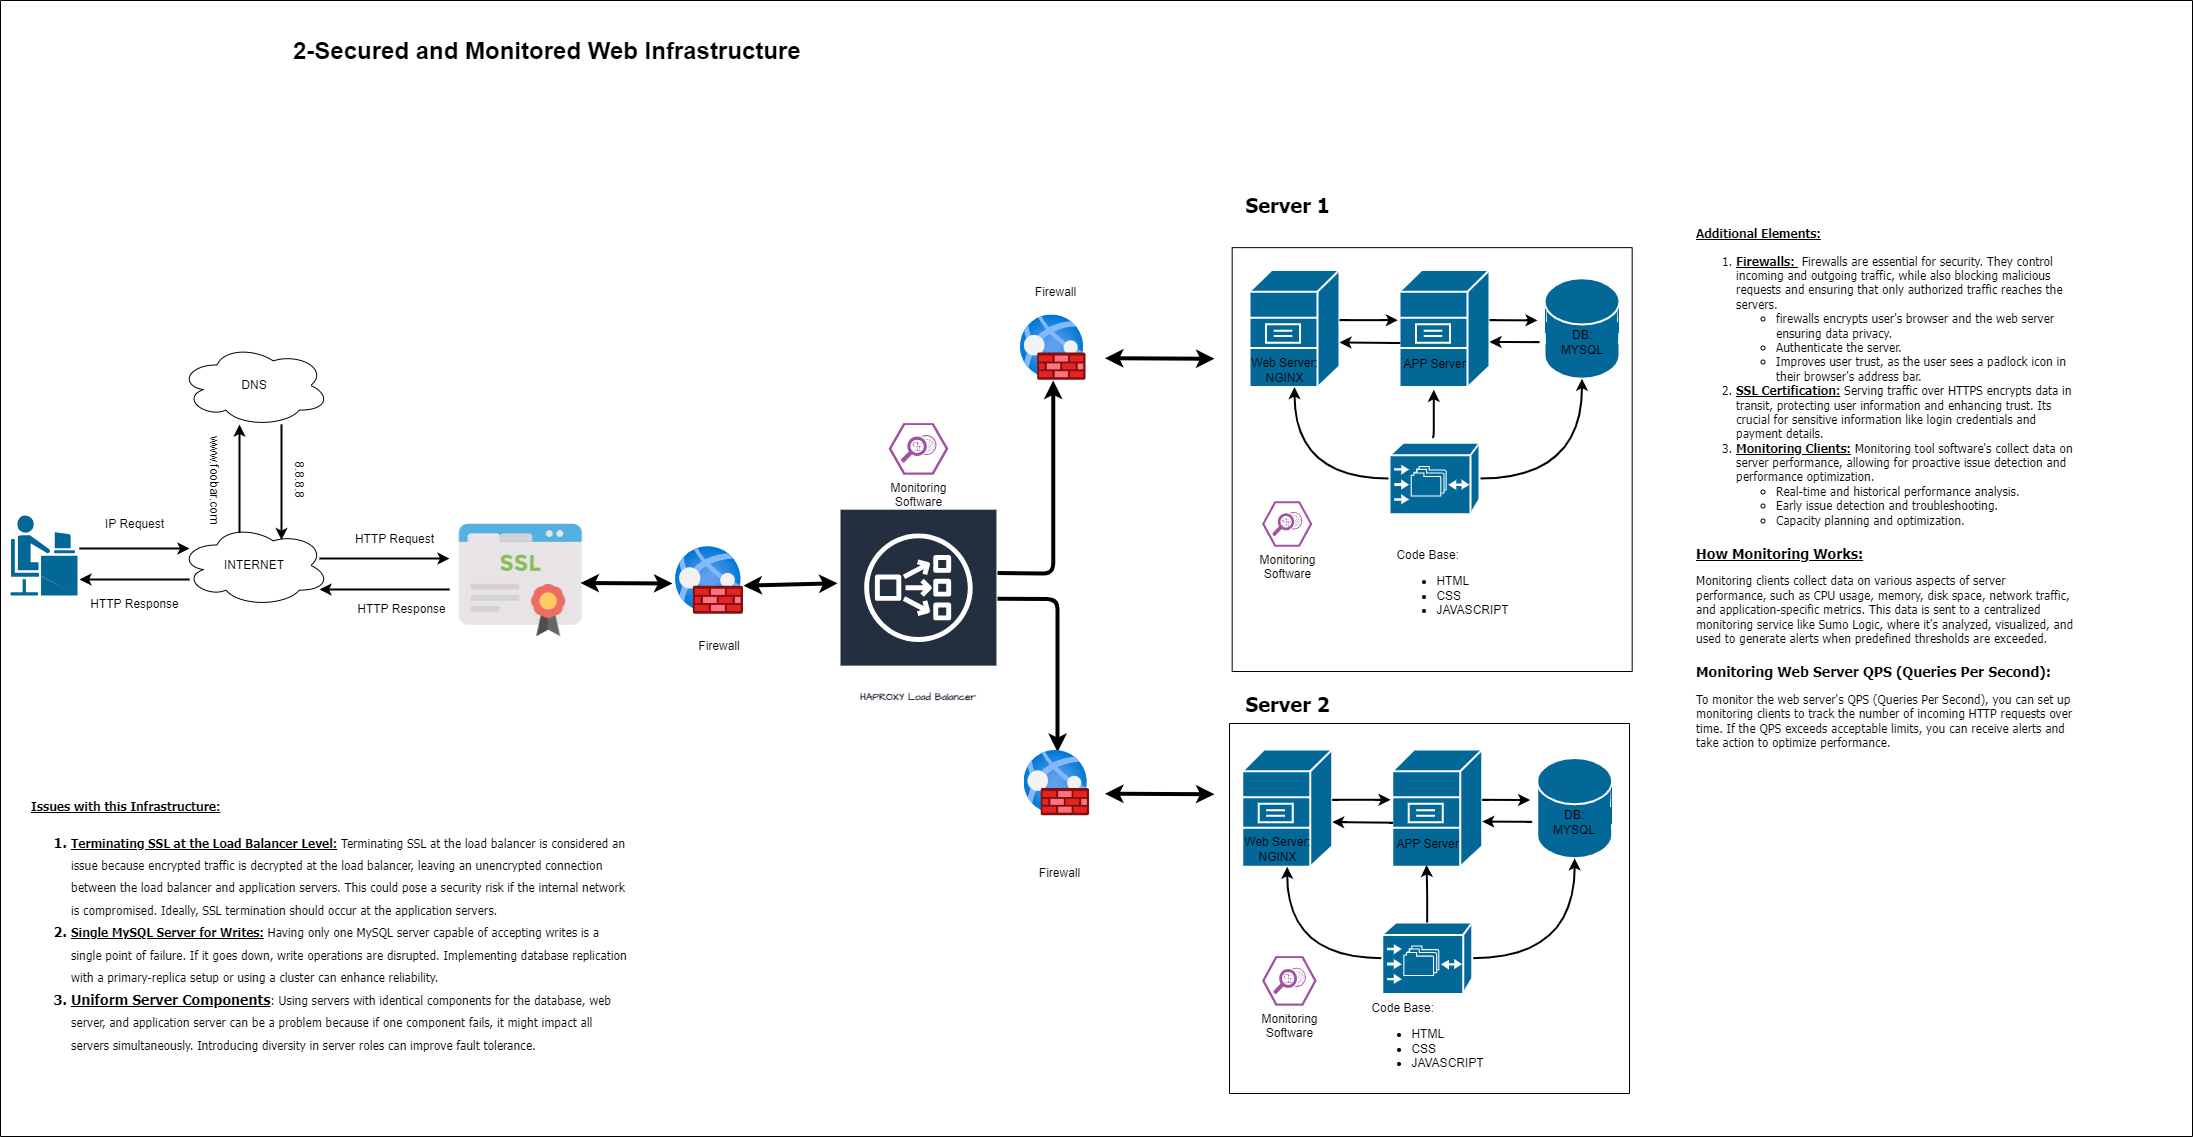 2-Secured and Monitored Web Infrastructure
DNS
www.foobar.com
8.8.8.8
IP Request
HTTP Response
INTERNET
HTTP Request
HTTP Response
SSL
Firewall
Monitoring
Software
HAPROXY Load Balancer
Firewall
Firewall
Server 1
Web Server:
NGINX
APP Server
DB:
MYSQL
Monitoring
Software
Code Base:
• HTML
• CSS
• JAVASCRIPT
Server 2
Web Server:
NGINX
APP Server
DB:
MYSQL
Monitoring
Software
Code Base:
• HTML
• CSS
• JAVASCRIPT
Additional Elements:
1. Firewalls: Firewalls are essential for security. They control
incoming and outgoing traffic, while also blocking malicious
requests and ensuring that only authorized traffic reaches the
servers.
◦ firewalls encrypts user's browser and the web server
ensuring data privacy.
◦ Authenticate the server.
◦ Improves user trust, as the user sees a padlock icon in
their browser's address bar.
2. SSL Certification: Serving traffic over HTTPS encrypts data in
transit, protecting user information and enhancing trust. Its
crucial for sensitive information like login credentials and
payment details.
3. Monitoring Clients: Monitoring tool software's collect data on
server performance, allowing for proactive issue detection and
performance optimization.
◦ Real-time and historical performance analysis.
◦ Early issue detection and troubleshooting.
◦ Capacity planning and optimization.
How Monitoring Works:
Monitoring clients collect data on various aspects of server
performance, such as CPU usage, memory, disk space, network traffic,
and application-specific metrics. This data is sent to a centralized
monitoring service like Sumo Logic, where it's analyzed, visualized, and
used to generate alerts when predefined thresholds are exceeded.
Monitoring Web Server QPS (Queries Per Second):
To monitor the web server's QPS (Queries Per Second), you can set up
monitoring clients to track the number of incoming HTTP requests over
time. If the QPS exceeds acceptable limits, you can receive alerts and
take action to optimize performance.
Issues with this Infrastructure:
1. Terminating SSL at the Load Balancer Level: Terminating SSL at the load balancer is considered an
issue because encrypted traffic is decrypted at the load balancer, leaving an unencrypted connection
between the load balancer and application servers. This could pose a security risk if the internal network
is compromised. Ideally, SSL termination should occur at the application servers.
2. Single MySQL Server for Writes: Having only one MySQL server capable of accepting writes is a
single point of failure. If it goes down, write operations are disrupted. Implementing database replication
with a primary-replica setup or using a cluster can enhance reliability.
3. Uniform Server Components: Using servers with identical components for the database, web
server, and application server can be a problem because if one component fails, it might impact all
servers simultaneously. Introducing diversity in server roles can improve fault tolerance.